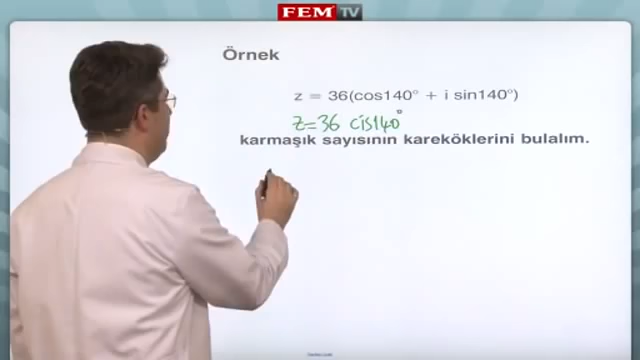 FEM TV
Örnek
z = 36(cos140° + i sin140°)
z=36 cis140°
karmaşık sayısının kareköklerini bulalım.